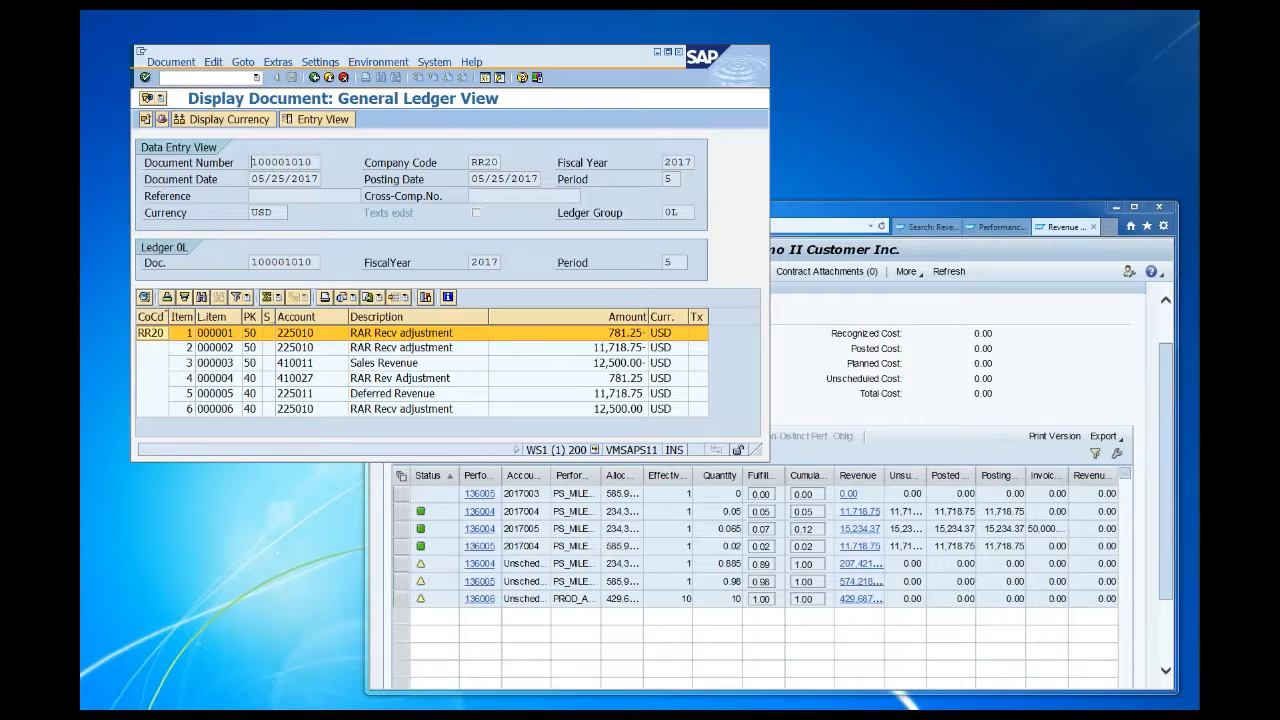 Document Edit Goto Extras Settings Environment System Help
SAP
Display Document: General Ledger View
Display Currency Entry View
Data Entry View
Document Number 100001010 Company Code RR20 Fiscal Year 2017
Document Date 05/25/2017 Posting Date 05/25/2017 Period 5
Reference Cross-Comp.No.
Currency USD Texts exist Ledger Group 0L
Ledger 0L
Doc. 100001010 FiscalYear 2017 Period 5
CoCd Item L.item PK S Account Description Amount Curr. Tx
RR20 1 000001 50 225010 RAR Recv adjustment 781.25- USD
2 000002 50 225010 RAR Recv adjustment 11,718.75- USD
3 000003 50 410011 Sales Revenue 12,500.00- USD
4 000004 40 410027 RAR Rev Adjustment 781.25 USD
5 000005 40 225011 Deferred Revenue 11,718.75 USD
6 000006 40 225010 RAR Recv adjustment 12,500.00 USD
WS1 (1) 200 VMSAPS11 INS
Search: Reve... Performanc... Revenue ...
mo II Customer Inc.
Contract Attachments (0) More Refresh
Recognized Cost: 0.00
Posted Cost: 0.00
Planned Cost: 0.00
Unscheduled Cost: 0.00
Total Cost: 0.00
on-Distinct Perf. Oblig Print Version Export
Status Perfo... Accou... Perfor... Alloc... Effectiv... Quantity Fulfill... Cumula... Revenue Unsu... Posted ... Posting... Invoic... Revenu...
136005 2017003 PS_MILE... 585,9... 1 0 0.00 0.00 0.00 0.00 0.00 0.00 0.00 0.00
136004 2017004 PS_MILE... 234,3... 1 0.05 0.05 0.05 11,718.75 11,71... 11,718.75 11,718.75 0.00 0.00
136004 2017005 PS_MILE... 234,3... 1 0.065 0.07 0.12 15,234.37 15,23... 15,234.37 15,234.37 50,000.... 0.00
136005 2017004 PS_MILE... 585,9... 1 0.02 0.02 0.02 11,718.75 11,71... 11,718.75 11,718.75 0.00 0.00
136004 Unsched... PS_MILE... 234,3... 1 0.885 0.89 1.00 207,421... 0.00 0.00 0.00 0.00 0.00
136005 Unsched... PS_MILE... 585,9... 1 0.98 0.98 1.00 574,218... 0.00 0.00 0.00 0.00 0.00
136006 Unsched... PROD_A... 429,6... 10 10 1.00 1.00 429,687... 0.00 0.00 0.00 0.00 0.00